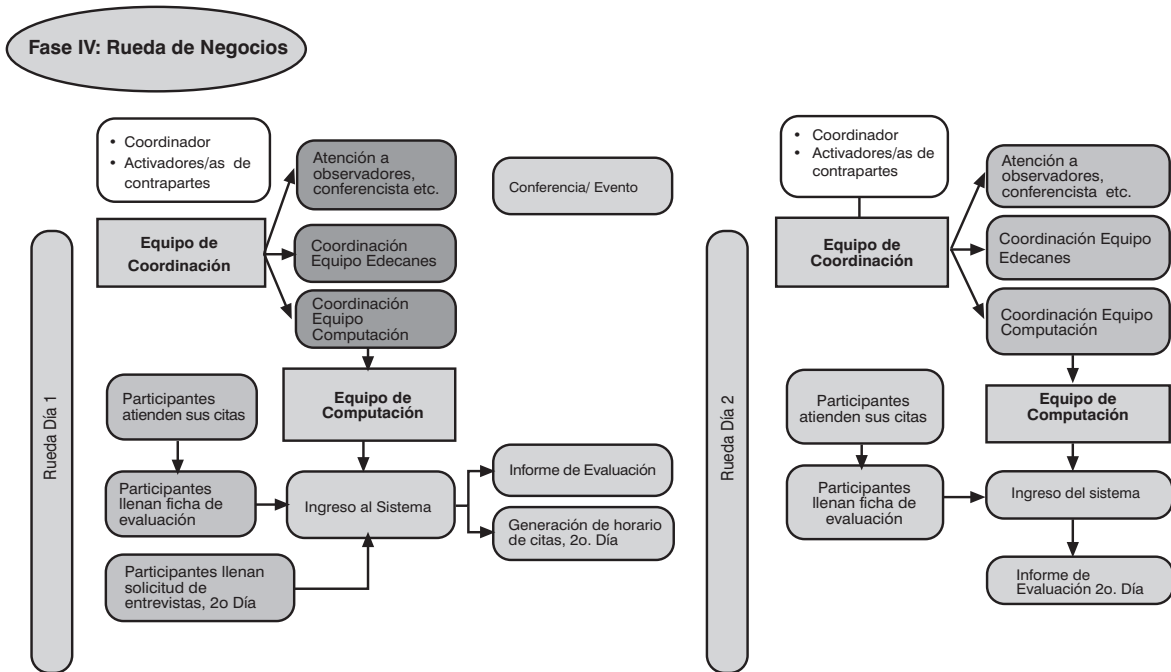 Fase IV: Rueda de Negocios
• Coordinador
• Activadores/as de
contrapartes
Atención a
observadores,
conferencista etc.
Conferencia/ Evento
Equipo de
Coordinación
Coordinación
Equipo Edecanes
Coordinación
Equipo
Computación
Rueda Día 1
Participantes
atienden sus citas
Equipo de
Computación
Participantes
llenan ficha de
evaluación
Ingreso al Sistema
Informe de Evaluación
Generación de horario
de citas, 2o. Día
Participantes llenan
solicitud de
entrevistas, 2o Día
• Coordinador
• Activadores/as de
contrapartes
Atención a
observadores,
conferencista etc.
Equipo de
Coordinación
Coordinación Equipo
Edecanes
Coordinación Equipo
Computación
Rueda Día 2
Participantes
atienden sus citas
Equipo de
Computación
Participantes
llenan ficha de
evaluación
Ingreso del sistema
Informe de
Evaluación 2o. Día